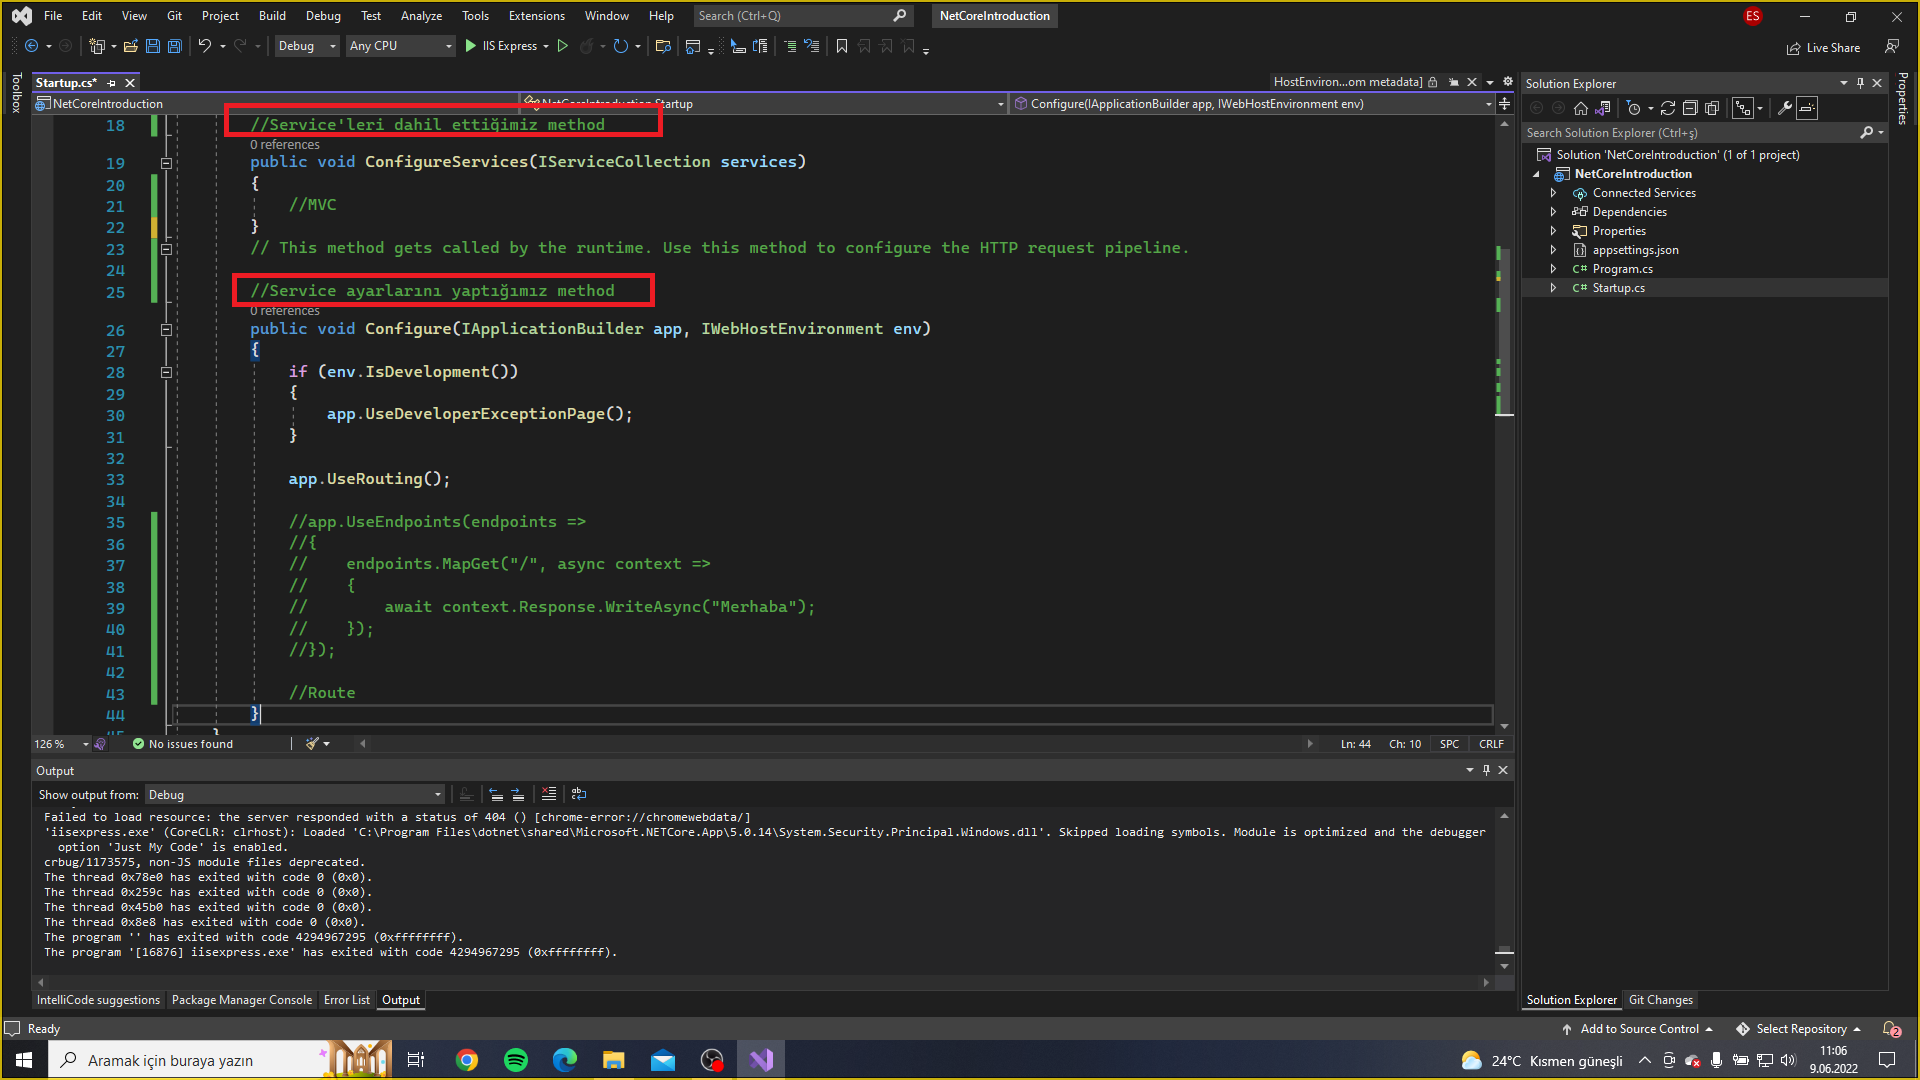 File Edit View Git Project Build Debug Test Analyze Tools Extensions Window Help Search (Ctrl+Q) NetCoreIntroduction ES
Debug Any CPU IIS Express Live Share
Toolbox
Startup.cs* HostEnviron...om metadata]
NetCoreIntroduction NetCoreIntroduction.Startup Configure(IApplicationBuilder app, IWebHostEnvironment env)
18 //Service'leri dahil ettiğimiz method
0 references
19 public void ConfigureServices(IServiceCollection services)
20 {
21 //MVC
22 }
23 // This method gets called by the runtime. Use this method to configure the HTTP request pipeline.
24
25 //Service ayarlarını yaptığımız method
0 references
26 public void Configure(IApplicationBuilder app, IWebHostEnvironment env)
27 {
28 if (env.IsDevelopment())
29 {
30 app.UseDeveloperExceptionPage();
31 }
32
33 app.UseRouting();
34
35 //app.UseEndpoints(endpoints =>
36 //{
37 // endpoints.MapGet("/", async context =>
38 // {
39 // await context.Response.WriteAsync("Merhaba");
40 // });
41 //});
42
43 //Route
44 }
126 % No issues found Ln: 44 Ch: 10 SPC CRLF
Output
Show output from: Debug
Failed to load resource: the server responded with a status of 404 () [chrome-error://chromewebdata/]
'iisexpress.exe' (CoreCLR: clrhost): Loaded 'C:\Program Files\dotnet\shared\Microsoft.NETCore.App\5.0.14\System.Security.Principal.Windows.dll'. Skipped loading symbols. Module is optimized and the debugger
option 'Just My Code' is enabled.
crbug/1173575, non-JS module files deprecated.
The thread 0x78e0 has exited with code 0 (0x0).
The thread 0x259c has exited with code 0 (0x0).
The thread 0x45b0 has exited with code 0 (0x0).
The thread 0x8e8 has exited with code 0 (0x0).
The program '' has exited with code 4294967295 (0xffffffff).
The program '[16876] iisexpress.exe' has exited with code 4294967295 (0xffffffff).
IntelliCode suggestions Package Manager Console Error List Output
Solution Explorer
Search Solution Explorer (Ctrl+ş)
Solution 'NetCoreIntroduction' (1 of 1 project)
NetCoreIntroduction
Connected Services
Dependencies
Properties
appsettings.json
C# Program.cs
C# Startup.cs
Solution Explorer Git Changes
Properties
Ready Add to Source Control Select Repository 2
Aramak için buraya yazın 24°C Kısmen güneşli 11:06
9.06.2022